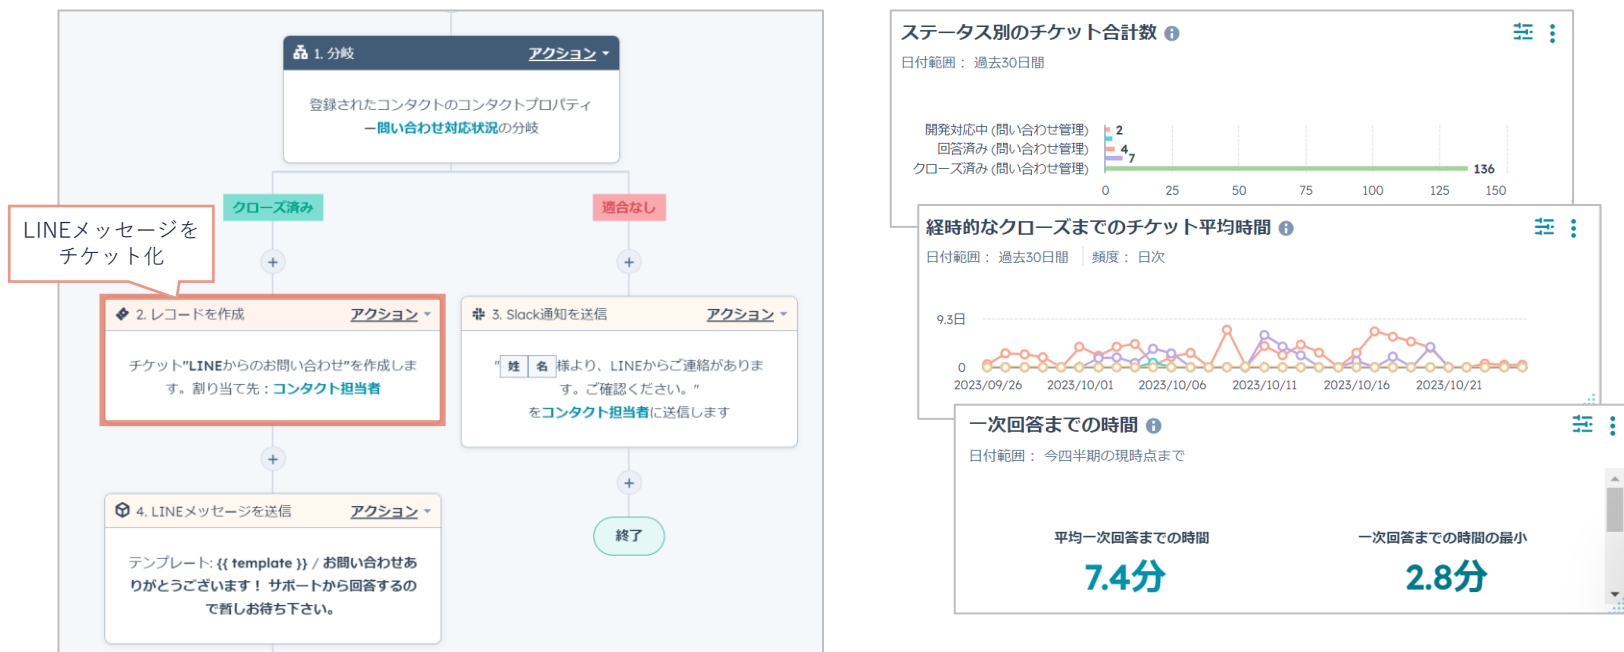 1. 分岐
アクション
登録されたコンタクトのコンタクトプロパティ
ー問い合わせ対応状況の分岐
クローズ済み
適合なし
LINEメッセージを
チケット化
2. レコードを作成
アクション
チケット"LINEからのお問い合わせ"を作成しま
す。割り当て先：コンタクト担当者
3. Slack通知を送信
アクション
"姓 名様より、LINEからご連絡がありま
す。ご確認ください。"
をコンタクト担当者に送信します
4. LINEメッセージを送信
アクション
テンプレート: {{ template }} / お問い合わせあ
りがとうございます！ サポートから回答するの
で暫しお待ち下さい。
終了
ステータス別のチケット合計数
日付範囲： 過去30日間
開発対応中 (問い合わせ管理)
2
回答済み (問い合わせ管理)
4
7
クローズ済み (問い合わせ管理)
136
0 25 50 75 100 125 150
経時的なクローズまでのチケット平均時間
日付範囲： 過去30日間 頻度： 日次
9.3日
0
2023/09/26 2023/10/01 2023/10/06 2023/10/11 2023/10/16 2023/10/21
一次回答までの時間
日付範囲： 今四半期の現時点まで
平均一次回答までの時間
7.4分
一次回答までの時間の最小
2.8分